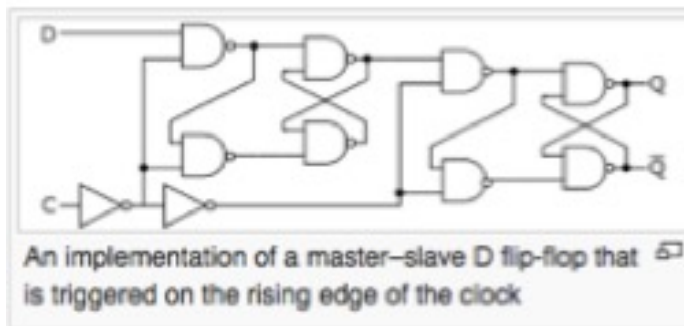 D
Q
Q̅
C
An implementation of a master–slave D flip-flop that
is triggered on the rising edge of the clock